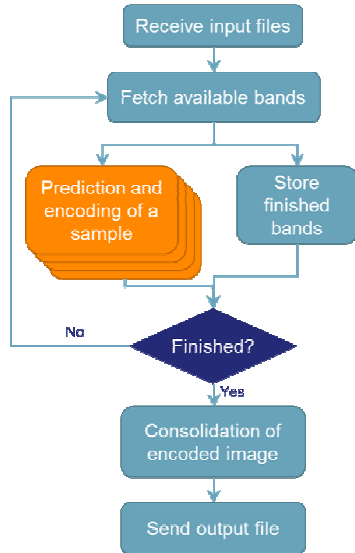 Receive input files
Fetch available bands
Prediction and
encoding of a
sample
Store
finished
bands
No
Finished?
Yes
Consolidation of
encoded image
Send output file